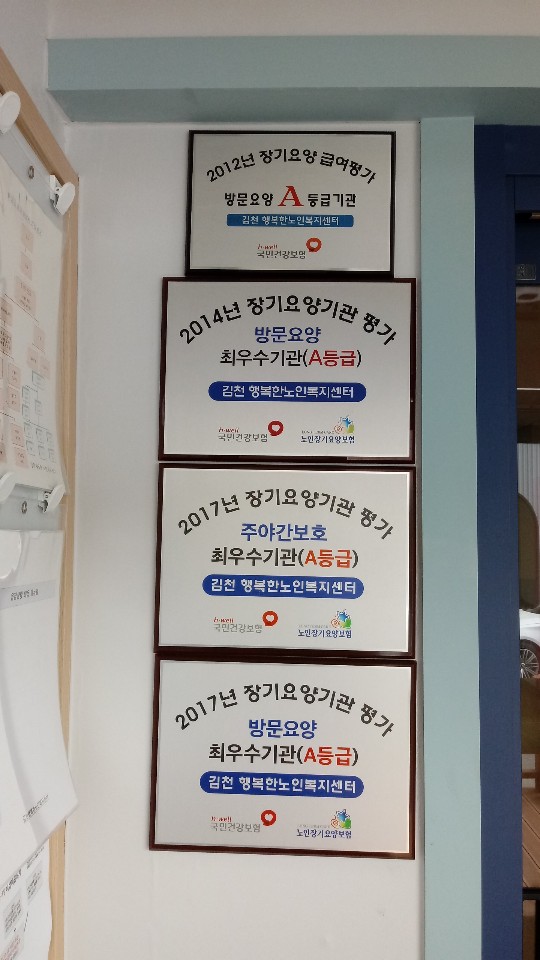 2012년 장기요양 급여평가
방문요양 A 등급기관
김천 행복한노인복지센터
h-well
국민건강보험
2014년 장기요양기관 평가
방문요양
최우수기관(A등급)
김천 행복한노인복지센터
h-well
국민건강보험
노인장기요양보험
2017년 장기요양기관 평가
주야간보호
최우수기관(A등급)
김천 행복한노인복지센터
h-well
국민건강보험
노인장기요양보험
2017년 장기요양기관 평가
방문요양
최우수기관(A등급)
김천 행복한노인복지센터
h-well
국민건강보험
노인장기요양보험